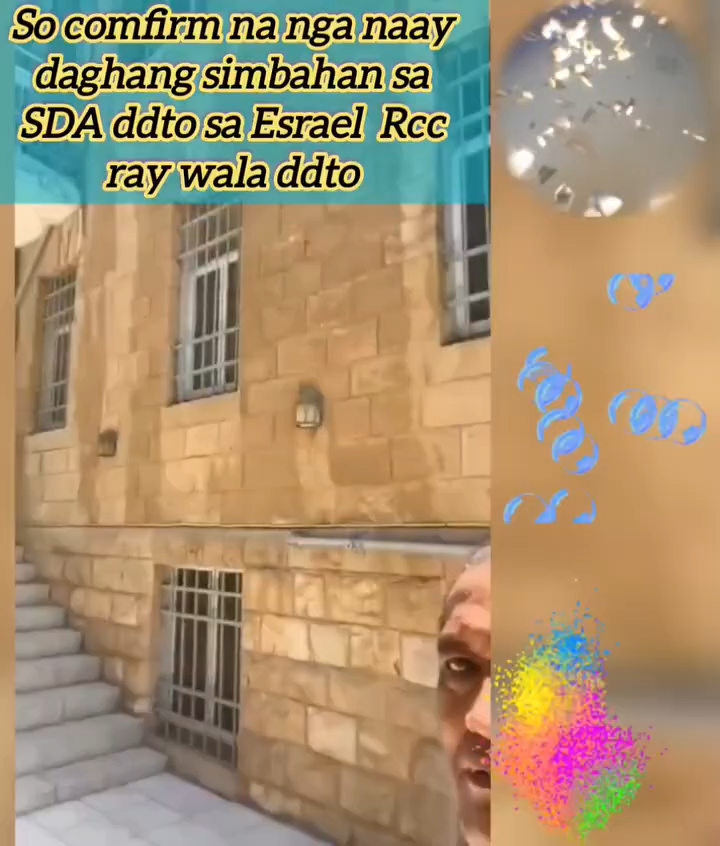 So comfirm na nga naay
daghang simbahan sa
SDA ddto sa Esrael Rcc
ray wala ddto